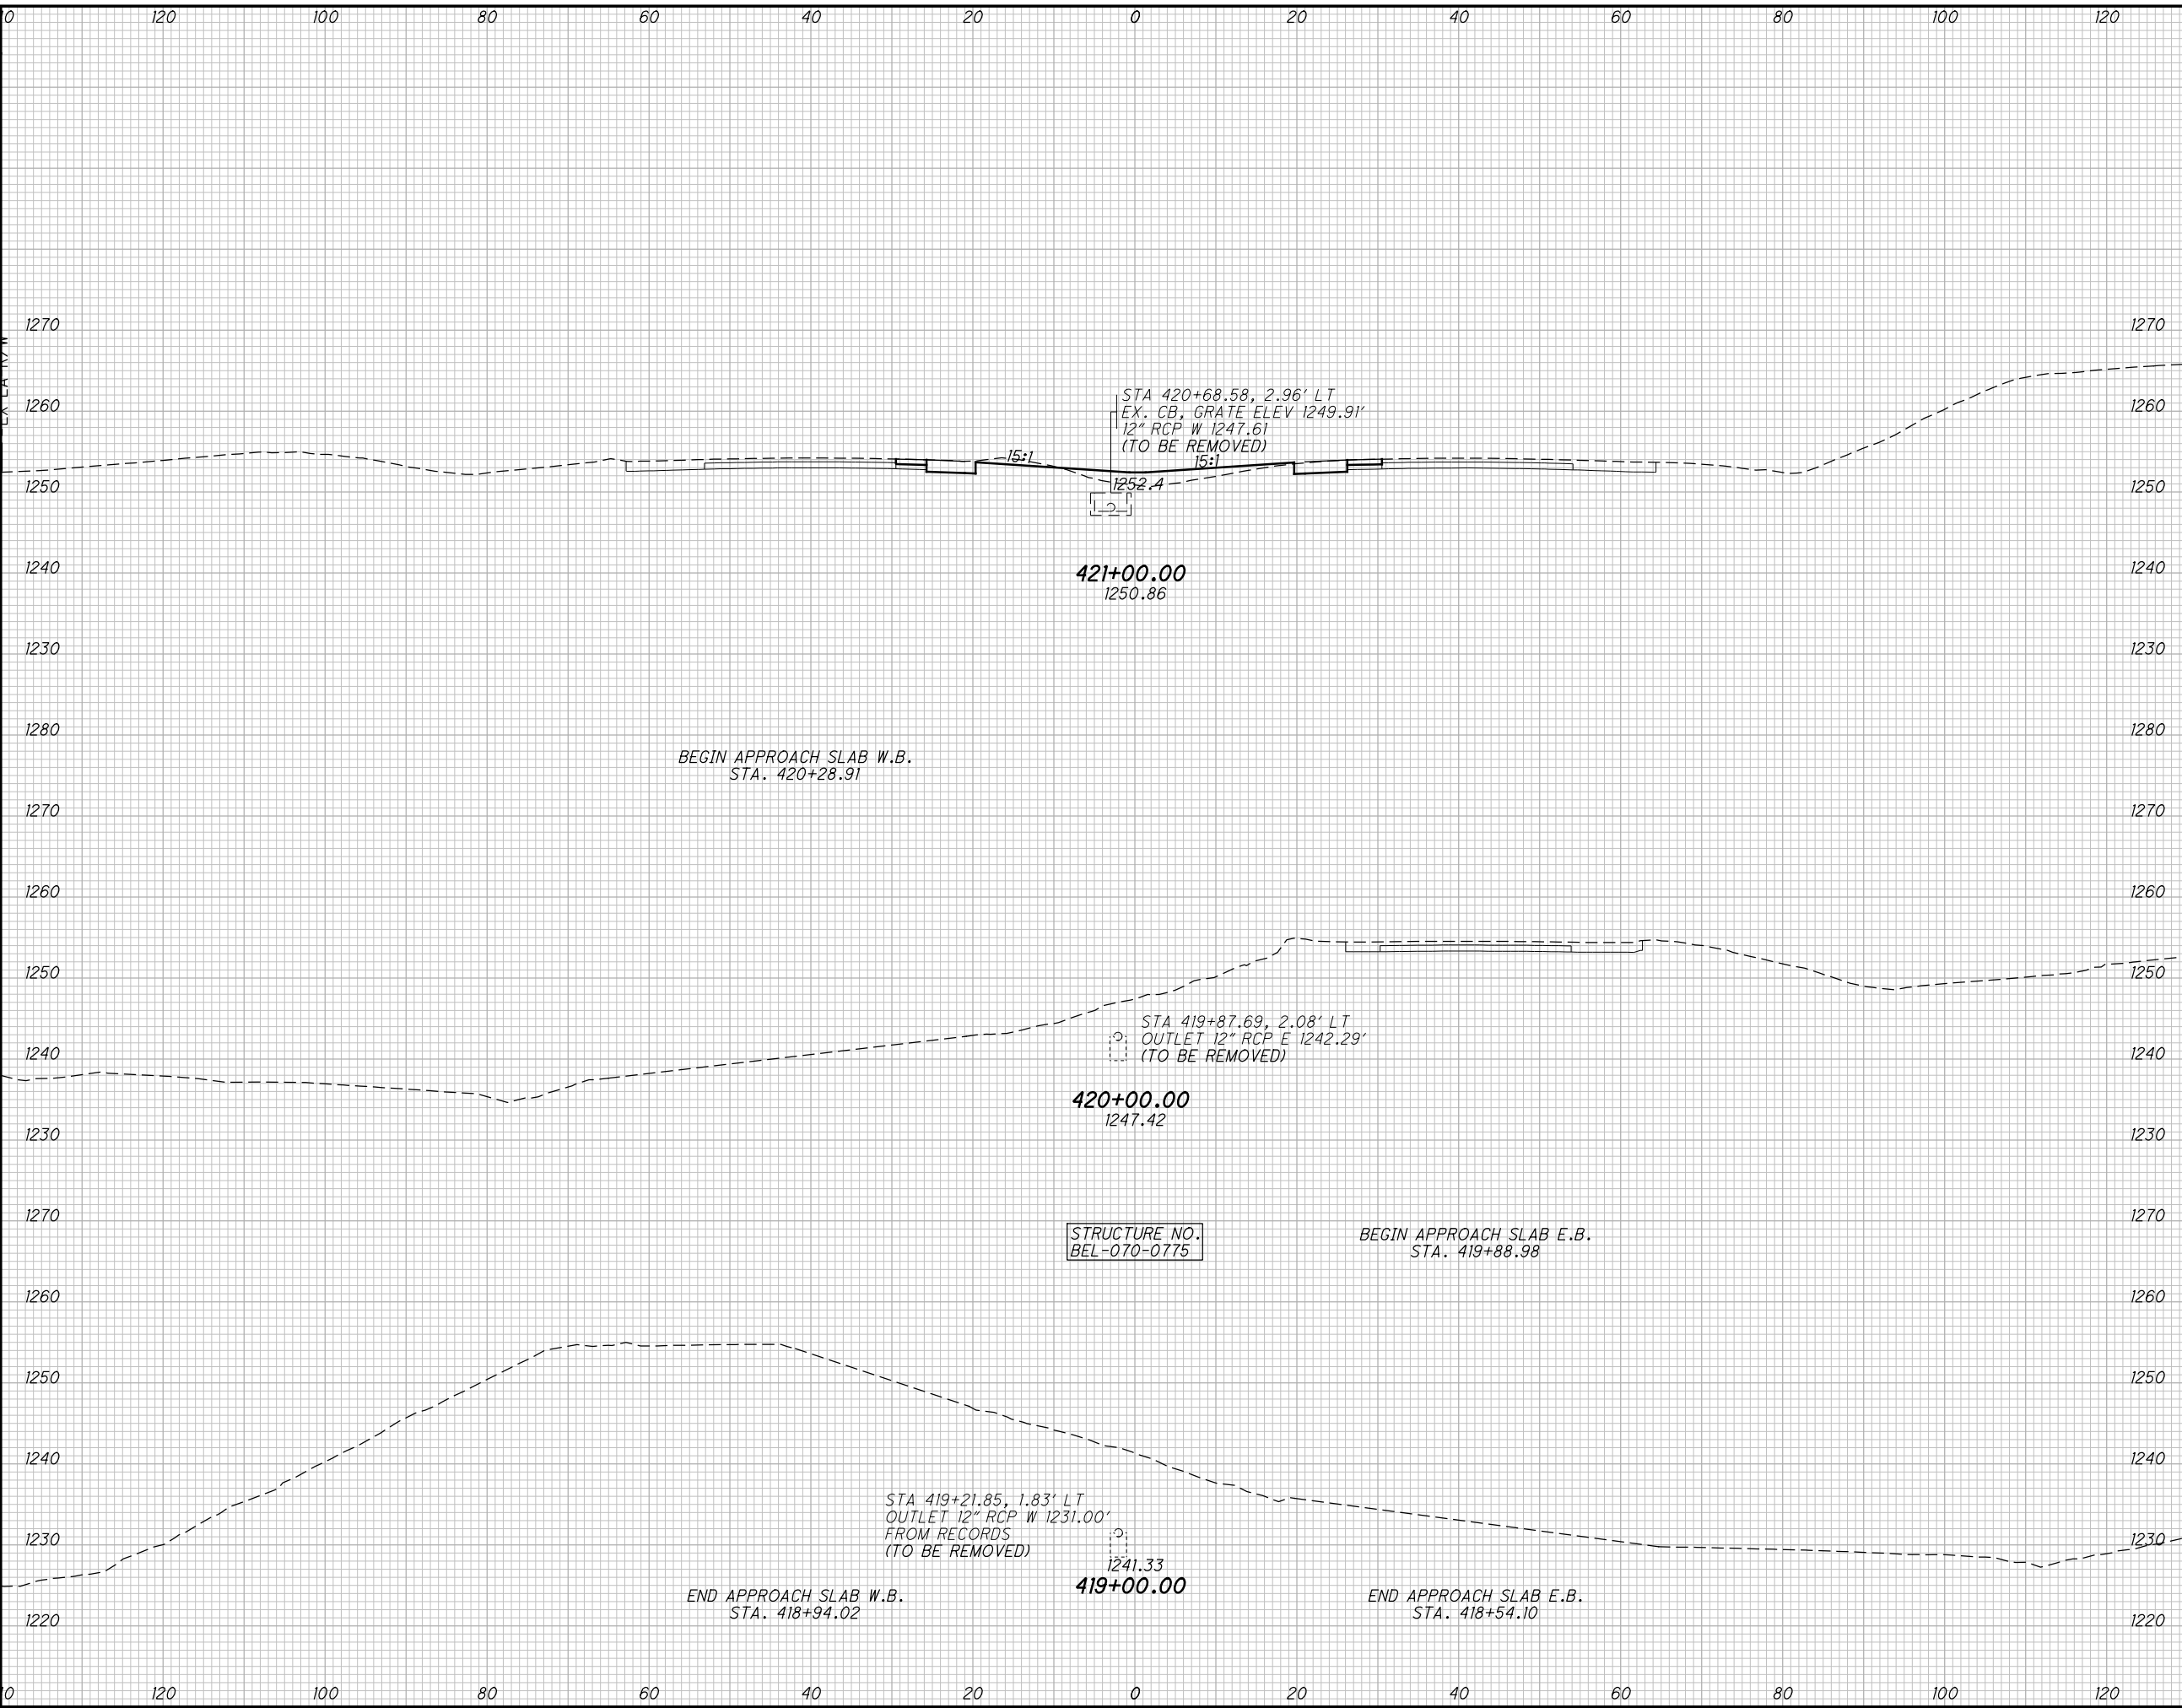 120 100 80 60 40 20 0 20 40 60 80 100 120
1270 1270
EX LA R/W
STA 420+68.58, 2.96' LT
1260 EX. CB, GRATE ELEV 1249.91' 1260
12" RCP W 1247.61
(TO BE REMOVED)
15:1 15:1
1250 1252.4 1250
1240 421+00.00 1240
1250.86
1230 1230
1280 1280
BEGIN APPROACH SLAB W.B.
STA. 420+28.91
1270 1270
1260 1260
1250 1250
STA 419+87.69, 2.08' LT
OUTLET 12" RCP E 1242.29'
1240 (TO BE REMOVED) 1240
420+00.00
1247.42
1230 1230
1270 1270
STRUCTURE NO. BEGIN APPROACH SLAB E.B.
BEL-070-0775 STA. 419+88.98
1260 1260
1250 1250
1240 1240
STA 419+21.85, 1.83' LT
OUTLET 12" RCP W 1231.00'
FROM RECORDS
1230 1230
(TO BE REMOVED)
1241.33
419+00.00
END APPROACH SLAB W.B. END APPROACH SLAB E.B.
STA. 418+94.02 STA. 418+54.10
1220 1220
120 100 80 60 40 20 0 20 40 60 80 100 120